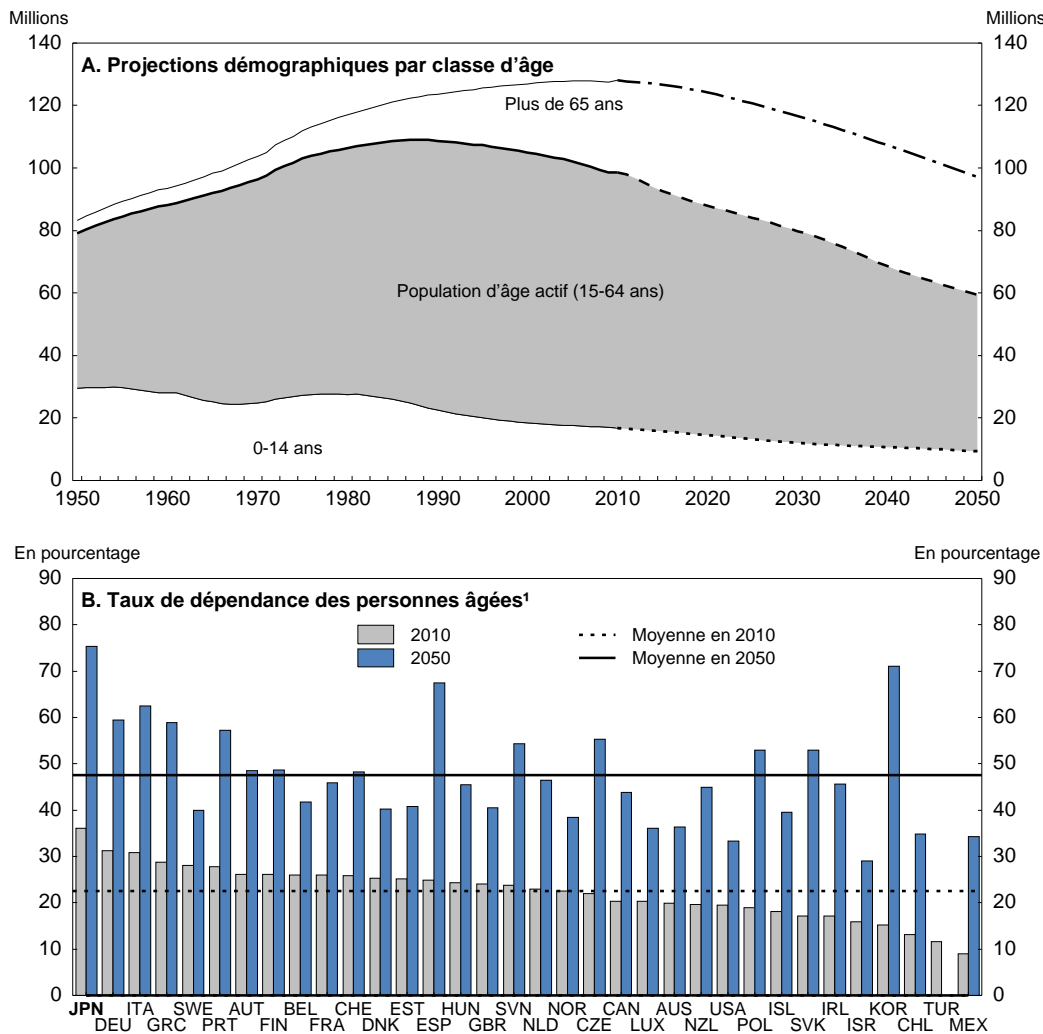 Millions Millions
140 140
A. Projections démographiques par classe d'âge
120 120
Plus de 65 ans
100 100
80 80
60 60
Population d'âge actif (15-64 ans)
40 40
20 20
0-14 ans
0 0
1950 1960 1970 1980 1990 2000 2010 2020 2030 2040 2050
En pourcentage En pourcentage
90 90
B. Taux de dépendance des personnes âgées¹
80 80
2010 Moyenne en 2010
2050 Moyenne en 2050
70 70
60 60
50 50
40 40
30 30
20 20
10 10
0 0
JPN ITA SWE AUT BEL CHE EST HUN SVN NOR CAN AUS USA ISL IRL KOR TUR
DEU GRC PRT FIN FRA DNK ESP GBR NLD CZE LUX NZL POL SVK ISR CHL MEX